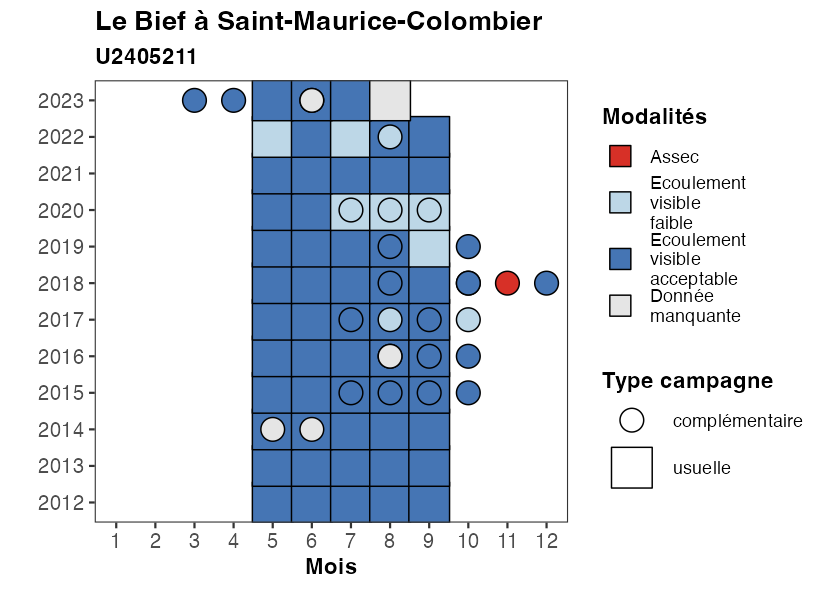 Le Bief à Saint-Maurice-Colombier
U2405211
2023
2022
2021
2020
2019
2018
2017
2016
2015
2014
2013
2012
1 2 3 4 5 6 7 8 9 10 11 12
Mois
Modalités
Assec
Ecoulement
visible
faible
Ecoulement
visible
acceptable
Donnée
manquante
Type campagne
complémentaire
usuelle